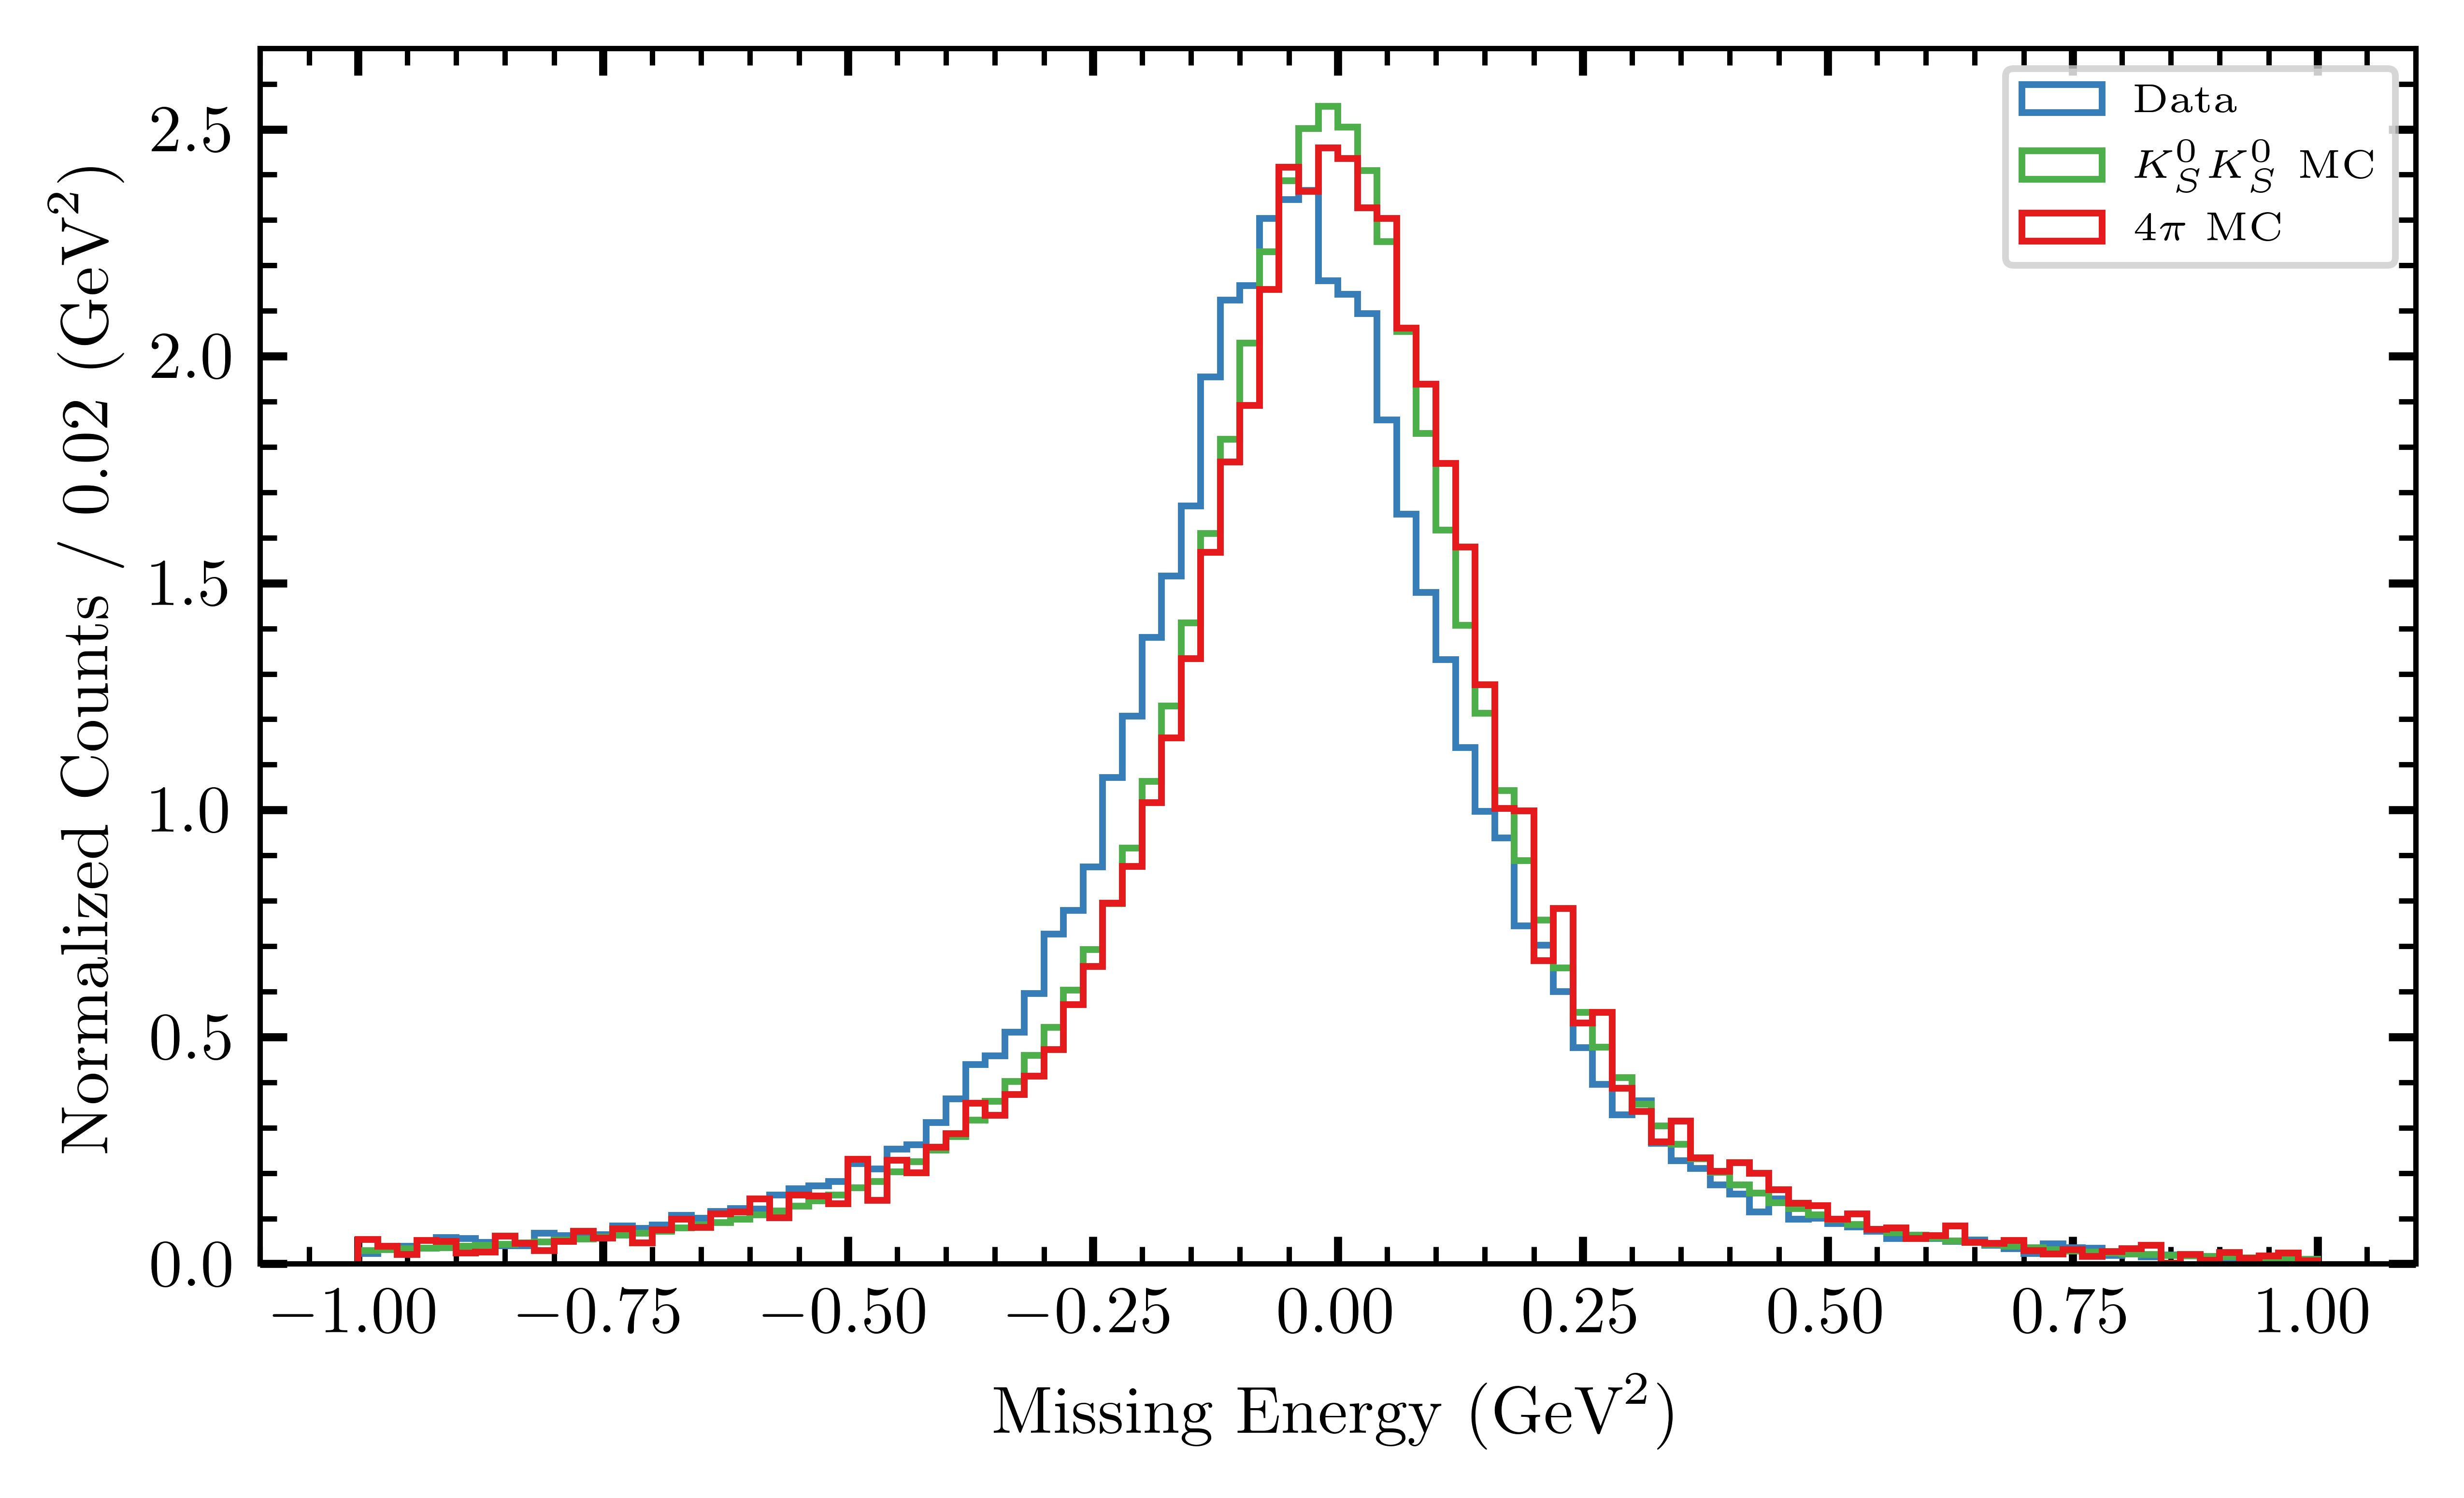 Normalized Counts / 0.02 (GeV²)
2.5
2.0
1.5
1.0
0.5
0.0
−1.00 −0.75 −0.50 −0.25 0.00 0.25 0.50 0.75 1.00
Missing Energy (GeV²)
Data
$K_S^0 K_S^0$ MC
4π MC